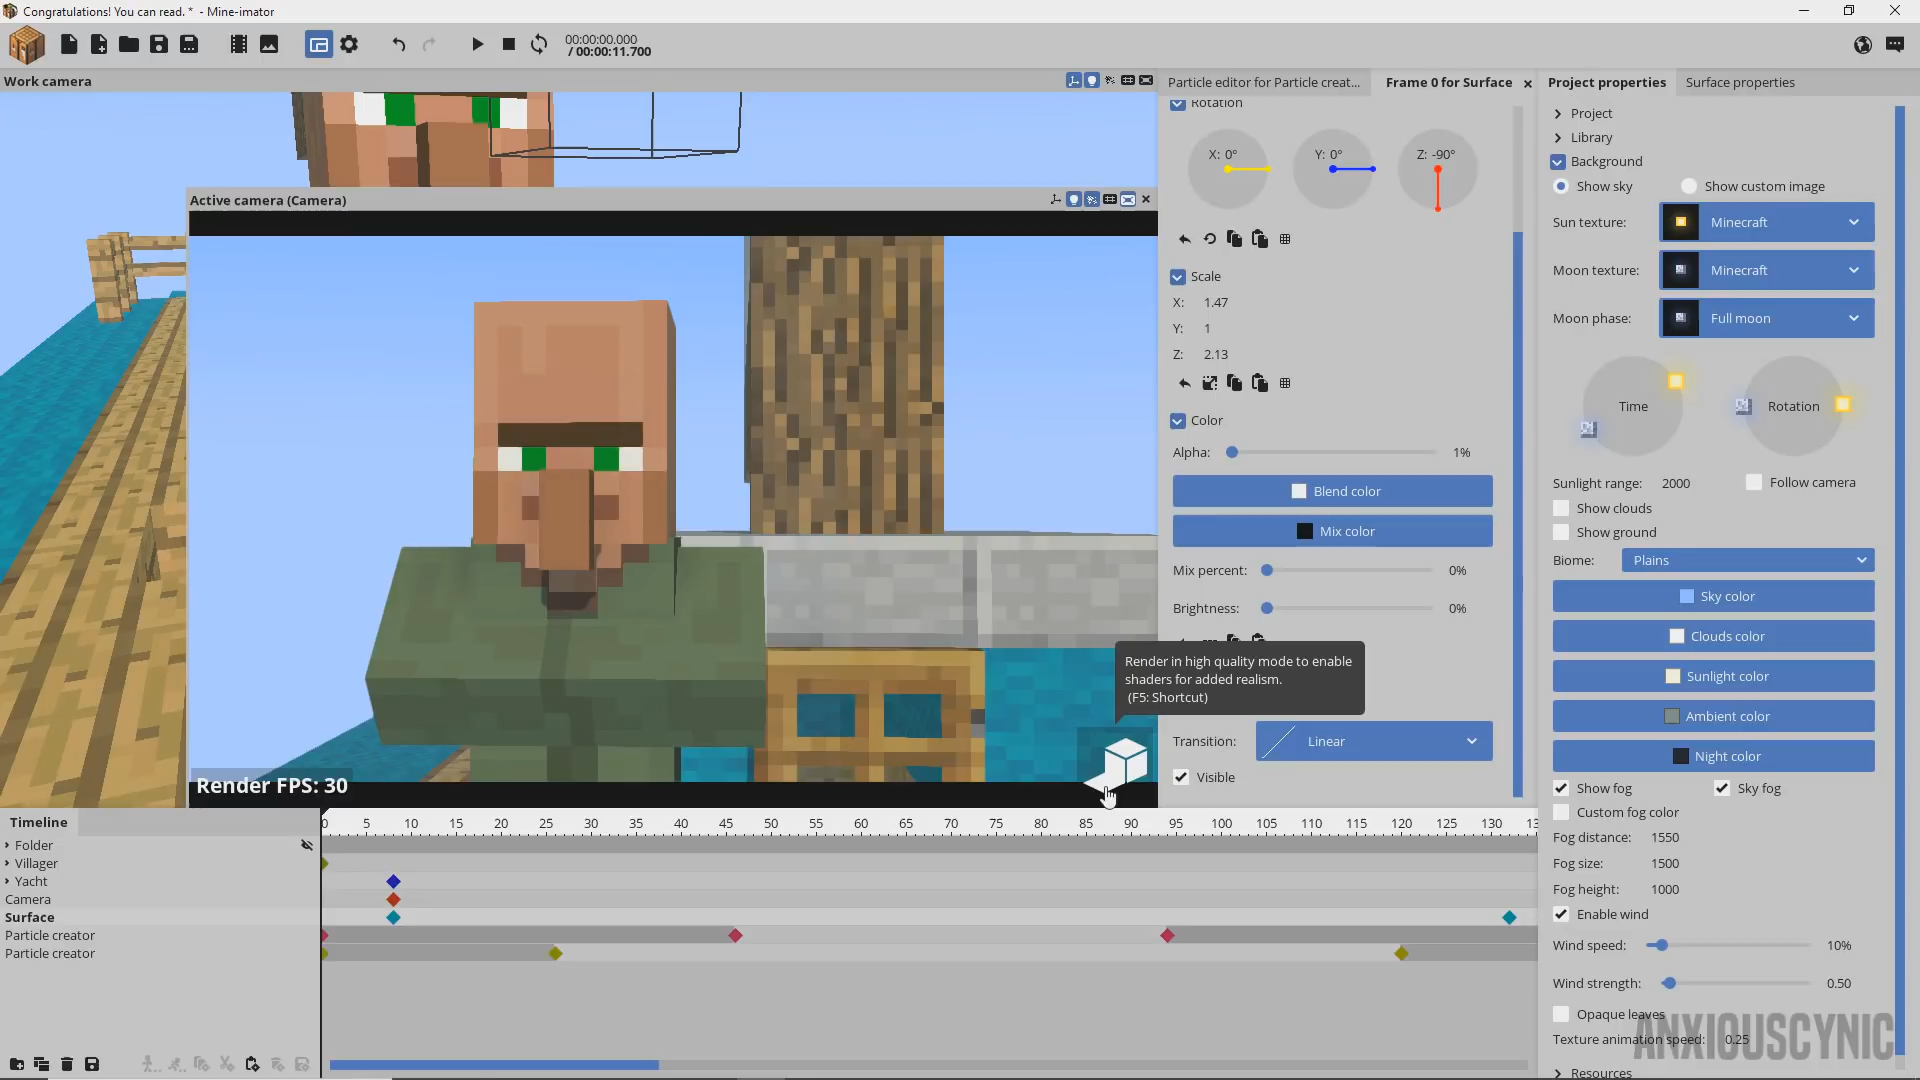 Congratulations! You can read. * - Mine-imator
00:00:00.000
/ 00:00:11.700
Work camera
Active camera (Camera)
Render FPS: 30
Particle editor for Particle creat...
Frame 0 for Surface
Rotation
X: 0°
Y: 0°
Z: -90°
Scale
X: 1.47
Y: 1
Z: 2.13
Color
Alpha: 1%
Blend color
Mix color
Mix percent: 0%
Brightness: 0%
Render in high quality mode to enable
shaders for added realism.
(F5: Shortcut)
Transition: Linear
Visible
Project properties
Surface properties
Project
Library
Background
Show sky
Show custom image
Sun texture: Minecraft
Moon texture: Minecraft
Moon phase: Full moon
Time
Rotation
Sunlight range: 2000
Follow camera
Show clouds
Show ground
Biome: Plains
Sky color
Clouds color
Sunlight color
Ambient color
Night color
Show fog
Sky fog
Custom fog color
Fog distance: 1550
Fog size: 1500
Fog height: 1000
Enable wind
Wind speed: 10%
Wind strength: 0.50
Opaque leaves
Texture animation speed: 0.25
Resources
ANXIOUSCYNIC
Timeline
0 5 10 15 20 25 30 35 40 45 50 55 60 65 70 75 80 85 90 95 100 105 110 115 120 125 130 13
Folder
Villager
Yacht
Camera
Surface
Particle creator
Particle creator